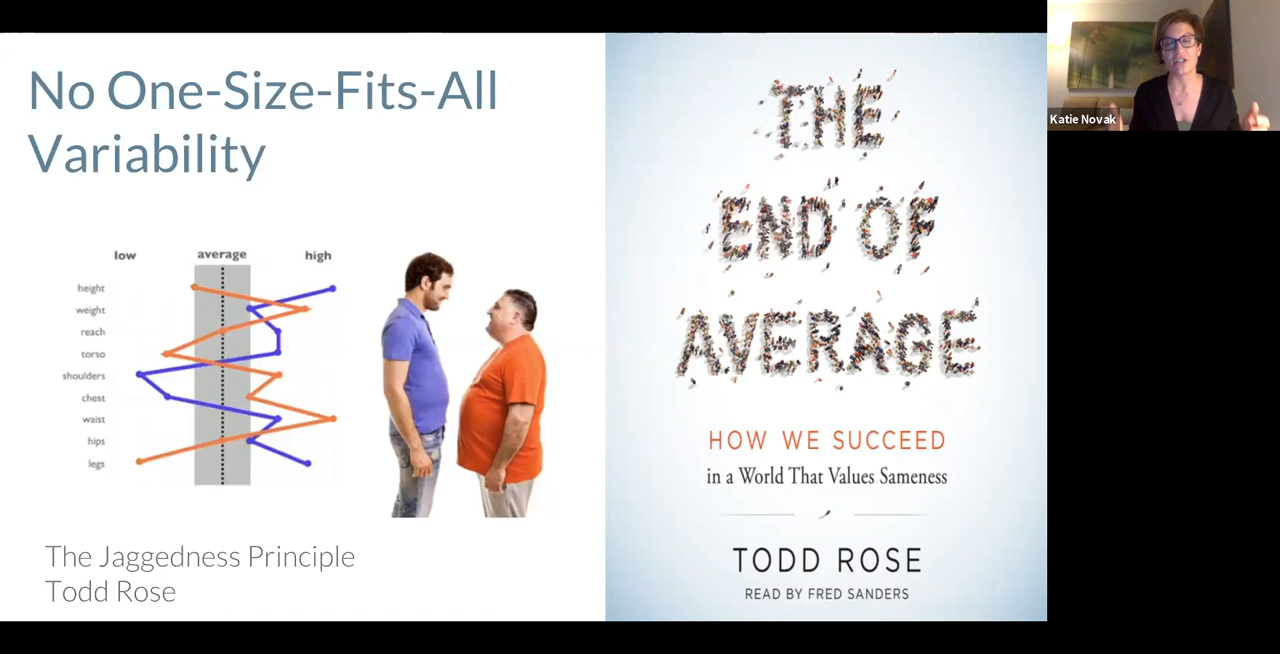 No One-Size-Fits-All
Variability
low average high
height
weight
reach
torso
shoulders
chest
waist
hips
legs
The Jaggedness Principle
Todd Rose
THE
END OF
AVERAGE
HOW WE SUCCEED
in a World That Values Sameness
TODD ROSE
READ BY FRED SANDERS
Katie Novak